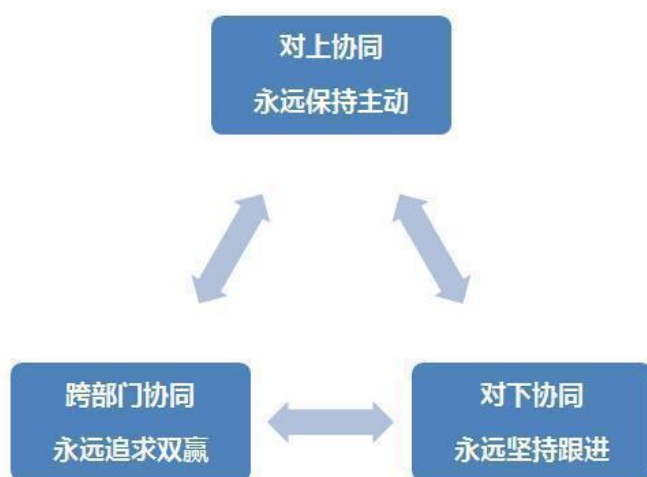 对上协同
永远保持主动
跨部门协同
永远追求双赢
对下协同
永远坚持跟进